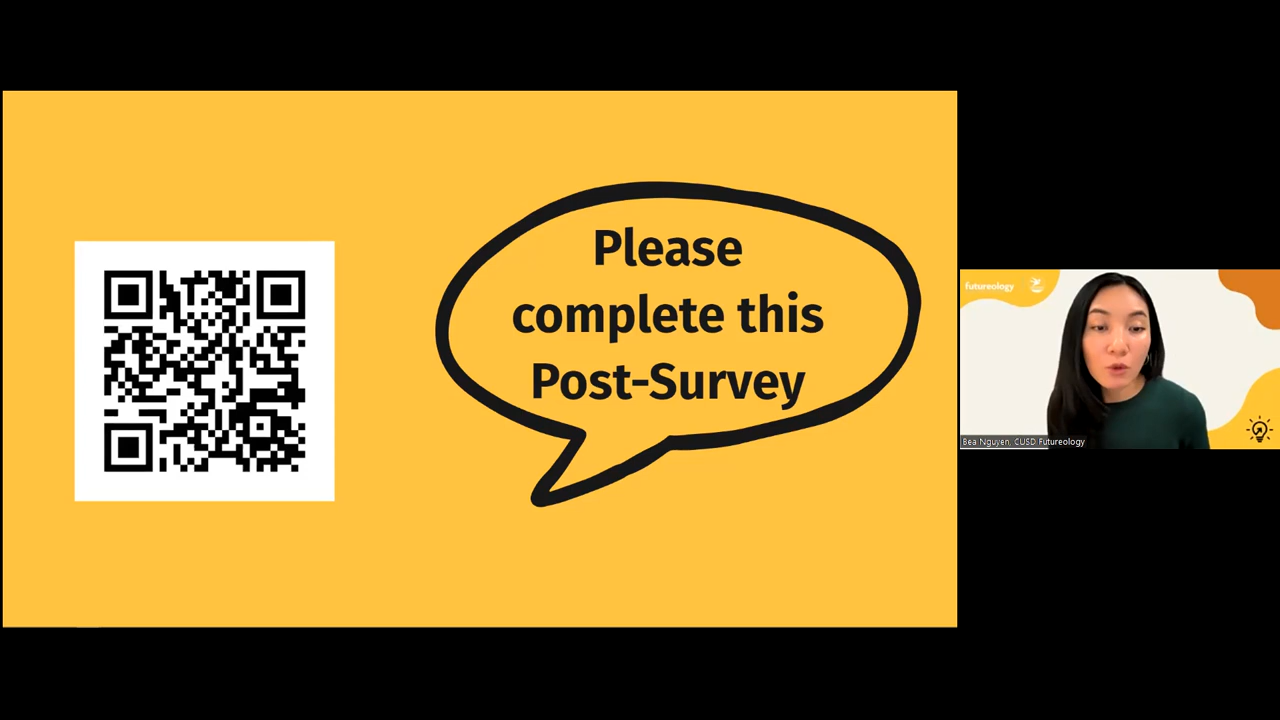 Please
complete this
Post-Survey
futureology
Bea Nguyen, CUSD Futureology